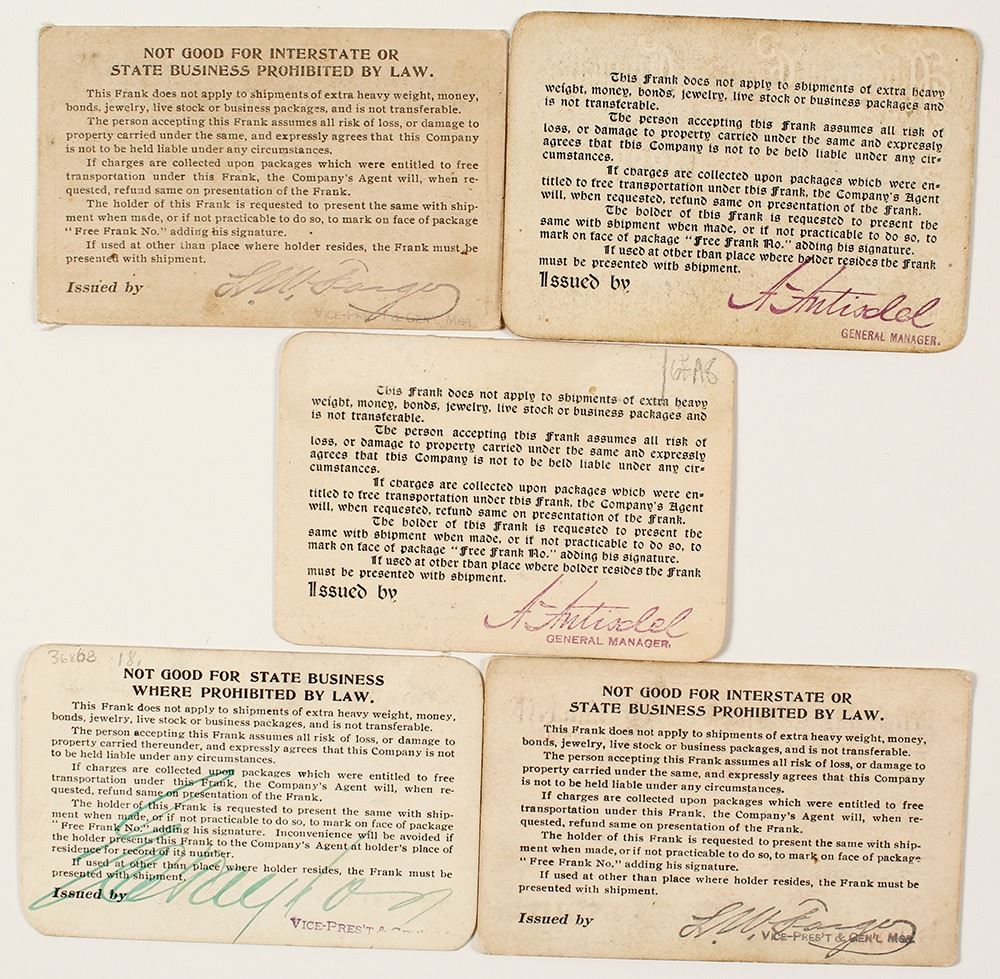 NOT GOOD FOR INTERSTATE OR
STATE BUSINESS PROHIBITED BY LAW.
This Frank does not apply to shipments of extra heavy weight, money,
bonds, jewelry, live stock or business packages, and is not transferable.
The person accepting this Frank assumes all risk of loss, or damage to
property carried under the same, and expressly agrees that this Company
is not to be held liable under any circumstances.
If charges are collected upon packages which were entitled to free
transportation under this Frank, the Company's Agent will, when re-
quested, refund same on presentation of the Frank.
The holder of this Frank is requested to present the same with ship-
ment when made, or if not practicable to do so, to mark on face of package
"Free Frank No." adding his signature.
If used at other than place where holder resides, the Frank must be
presented with shipment.
Issued by
L. W. Fargo
VICE-PRES'T & GEN'L MGR.
This Frank does not apply to shipments of extra heavy
weight, money, bonds, jewelry, live stock or business packages and
is not transferable.
The person accepting this Frank assumes all risk of
loss, or damage to property carried under the same and expressly
agrees that this Company is not to be held liable under any cir-
cumstances.
If charges are collected upon packages which were en-
titled to free transportation under this Frank, the Company's Agent
will, when requested, refund same on presentation of the Frank.
The holder of this Frank is requested to present the
same with shipment when made, or if not practicable to do so, to
mark on face of package "Free Frank No." adding his signature.
If used at other than place where holder resides the Frank
must be presented with shipment.
Issued by
A. Antisdel
GENERAL MANAGER.
This Frank does not apply to shipments of extra heavy
weight, money, bonds, jewelry, live stock or business packages and
is not transferable.
The person accepting this Frank assumes all risk of
loss, or damage to property carried under the same and expressly
agrees that this Company is not to be held liable under any cir-
cumstances.
If charges are collected upon packages which were en-
titled to free transportation under this Frank, the Company's Agent
will, when requested, refund same on presentation of the Frank.
The holder of this Frank is requested to present the
same with shipment when made, or if not practicable to do so, to
mark on face of package "Free Frank No." adding his signature.
If used at other than place where holder resides the Frank
must be presented with shipment.
Issued by
A. Antisdel
GENERAL MANAGER.
18.
NOT GOOD FOR STATE BUSINESS
WHERE PROHIBITED BY LAW.
This Frank does not apply to shipments of extra heavy weight, money,
bonds, jewelry, live stock or business packages, and is not transferable.
The person accepting this Frank assumes all risk of loss, or damage to
property carried thereunder, and expressly agrees that this Company is not
to be held liable under any circumstances.
If charges are collected upon packages which were entitled to free
transportation under this Frank, the Company's Agent will, when re-
quested, refund same on presentation of the Frank.
The holder of this Frank is requested to present the same with ship-
ment when made, or if not practicable to do so, to mark on face of package
"Free Frank No." adding his signature. Inconvenience will be avoided if
the holder presents this Frank to the Company's Agent at holder's place of
residence for record of its number.
If used at other than place where holder resides, the Frank must be
presented with shipment.
Issued by
VICE-PRES'T & GEN'L
NOT GOOD FOR INTERSTATE OR
STATE BUSINESS PROHIBITED BY LAW.
This Frank does not apply to shipments of extra heavy weight, money,
bonds, jewelry, live stock or business packages, and is not transferable.
The person accepting this Frank assumes all risk of loss, or damage to
property carried under the same, and expressly agrees that this Company
is not to be held liable under any circumstances.
If charges are collected upon packages which were entitled to free
transportation under this Frank, the Company's Agent will, when re-
quested, refund same on presentation of the Frank.
The holder of this Frank is requested to present the same with ship-
ment when made, or if not practicable to do so, to mark on face of package
"Free Frank No." adding his signature.
If used at other than place where holder resides, the Frank must be
presented with shipment.
Issued by
L. W. Fargo
VICE-PRES'T & GEN'L MGR.